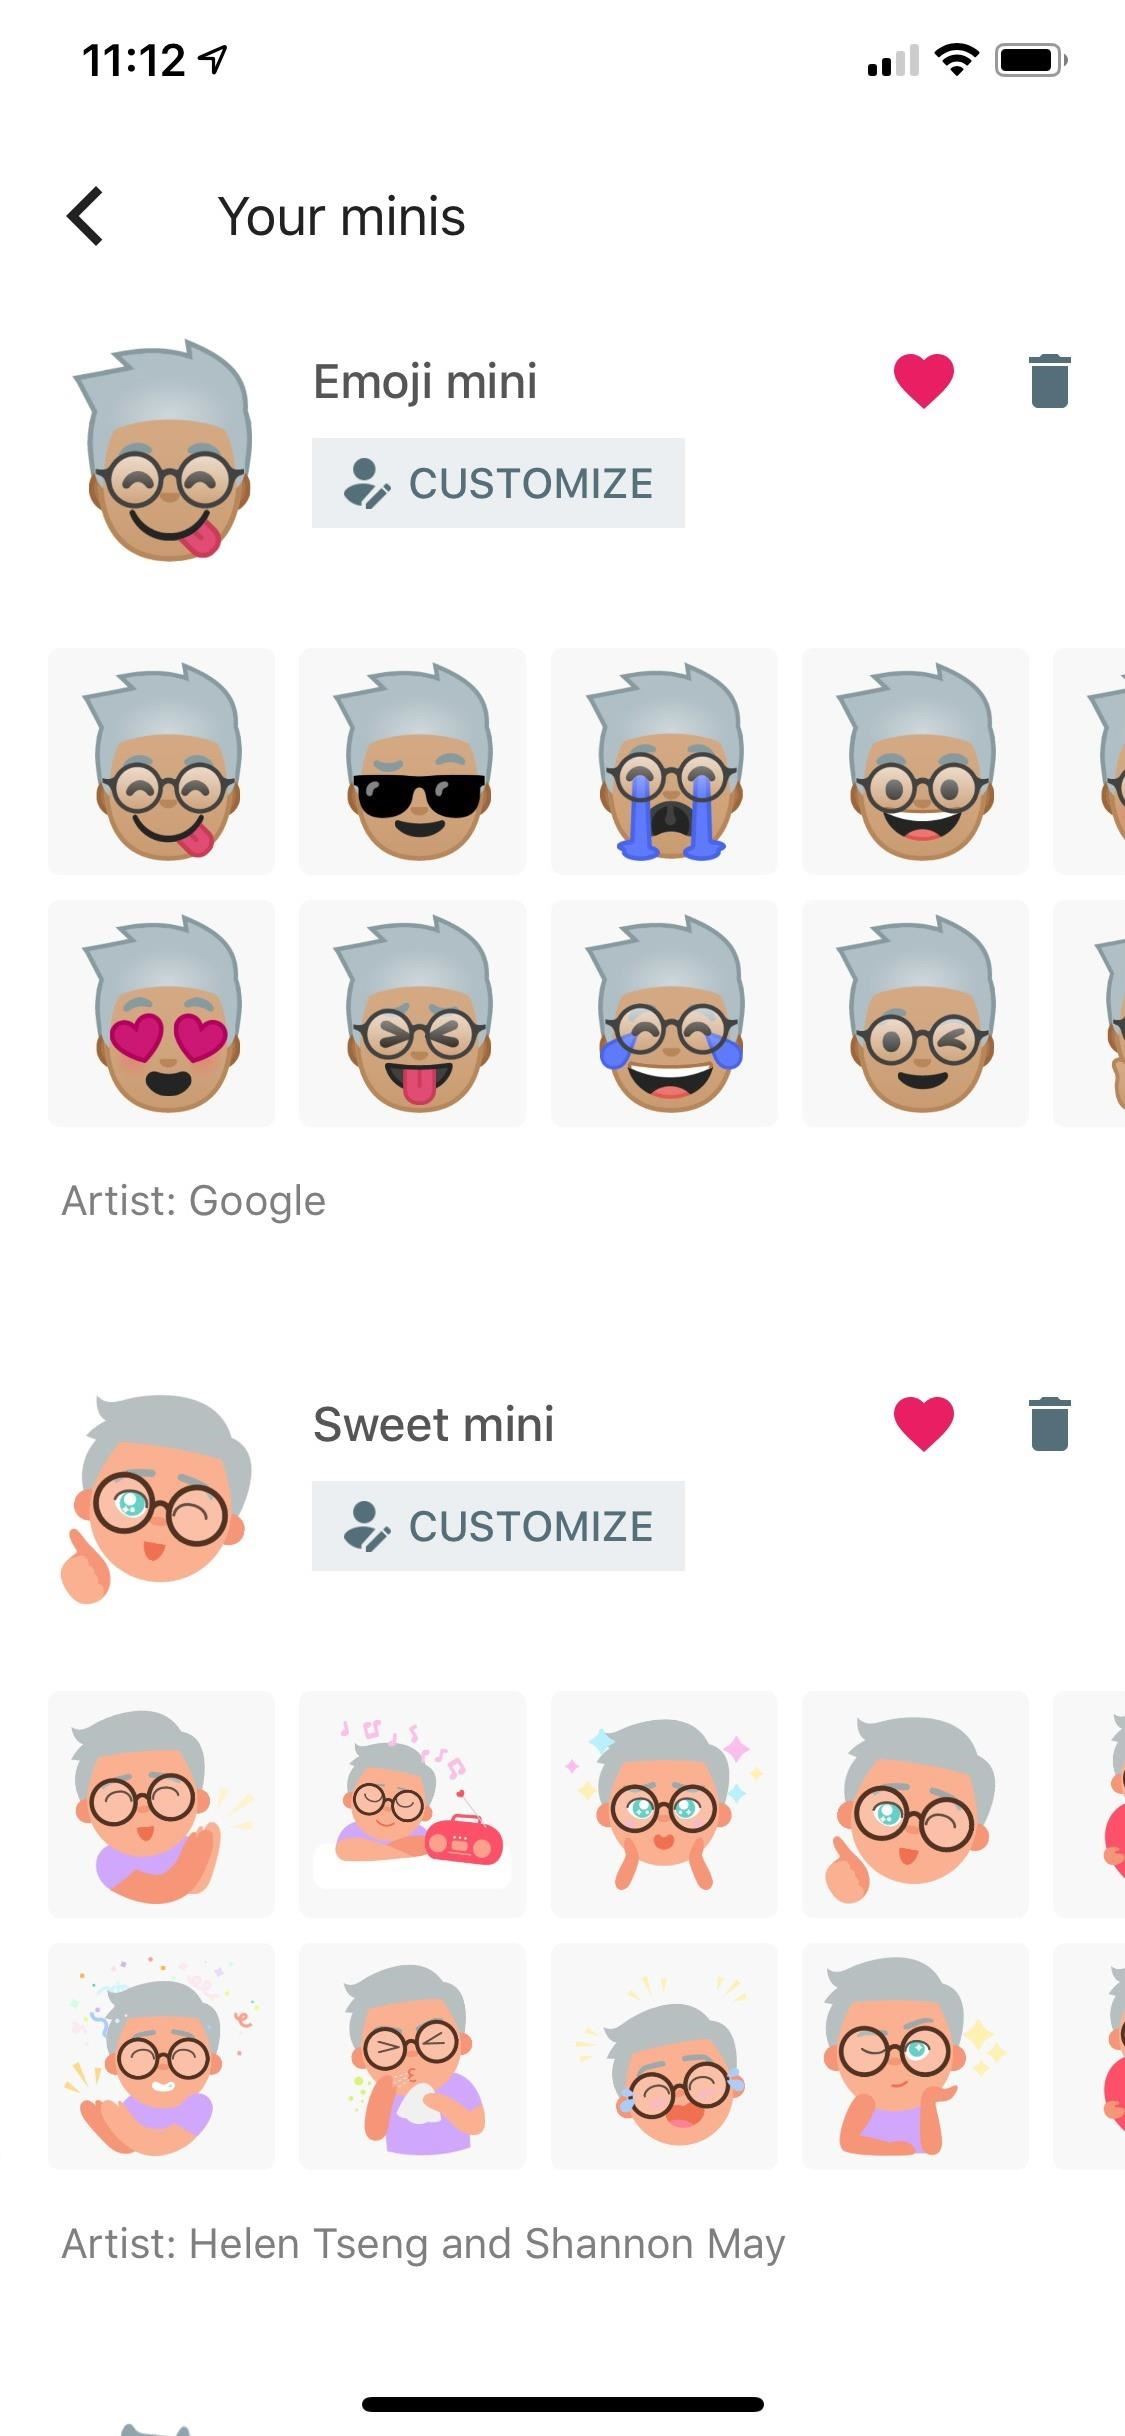 11:12
Your minis
Emoji mini
CUSTOMIZE
Artist: Google
Sweet mini
CUSTOMIZE
Artist: Helen Tseng and Shannon May